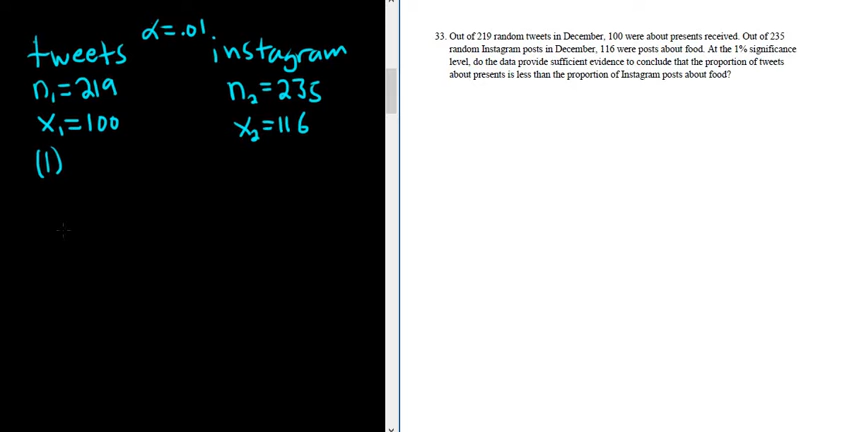 α=.01.
tweets instagram
n₁=219 n₂=235
x₁=100 x₂=116
(1)
33. Out of 219 random tweets in December, 100 were about presents received. Out of 235
random Instagram posts in December, 116 were posts about food. At the 1% significance
level, do the data provide sufficient evidence to conclude that the proportion of tweets
about presents is less than the proportion of Instagram posts about food?